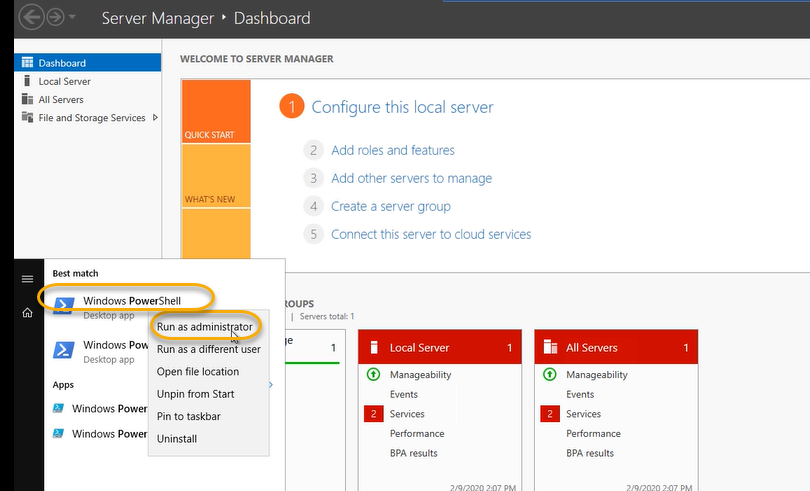 Server Manager • Dashboard
Dashboard
Local Server
All Servers
File and Storage Services
WELCOME TO SERVER MANAGER
QUICK START
WHAT'S NEW
1 Configure this local server
2 Add roles and features
3 Add other servers to manage
4 Create a server group
5 Connect this server to cloud services
Best match
Windows PowerShell
Desktop app
Windows Pow
Desktop app
Apps
Windows Power
Windows Power
Run as administrator
Run as a different user
Open file location
Unpin from Start
Pin to taskbar
Uninstall
ROUPS
| Servers total: 1
1
Local Server 1
Manageability
Events
2 Services
Performance
BPA results
2/9/2020 2:07 PM
All Servers 1
Manageability
Events
2 Services
Performance
BPA results
2/9/2020 2:07 PM